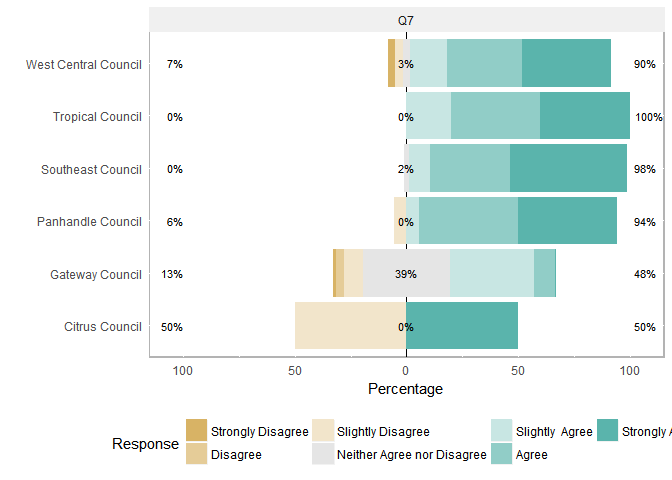 Q7
West Central Council 7% 3% 90%
Tropical Council 0% 0% 100%
Southeast Council 0% 2% 98%
Panhandle Council 6% 0% 94%
Gateway Council 13% 39% 48%
Citrus Council 50% 0% 50%
100 50 0 50 100
Percentage
Response
Strongly Disagree Slightly Disagree Slightly  Agree Strongly A
Disagree Neither Agree nor Disagree Agree